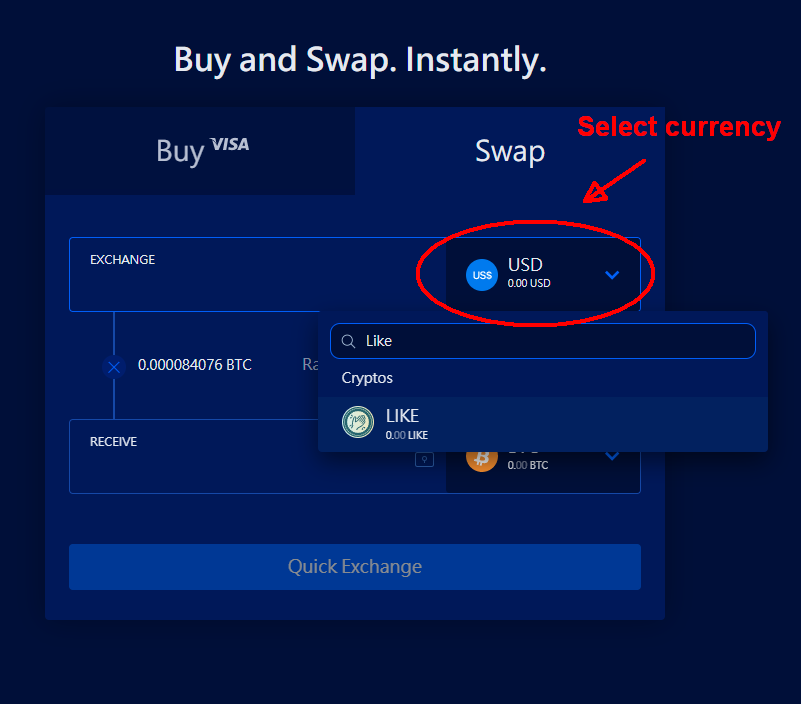 Buy and Swap. Instantly.
Select currency
Buy VISA
Swap
EXCHANGE
US$
USD
0.00 USD
Like
0.000084076 BTC
Cryptos
LIKE
0.00 LIKE
RECEIVE
0.00 BTC
Quick Exchange